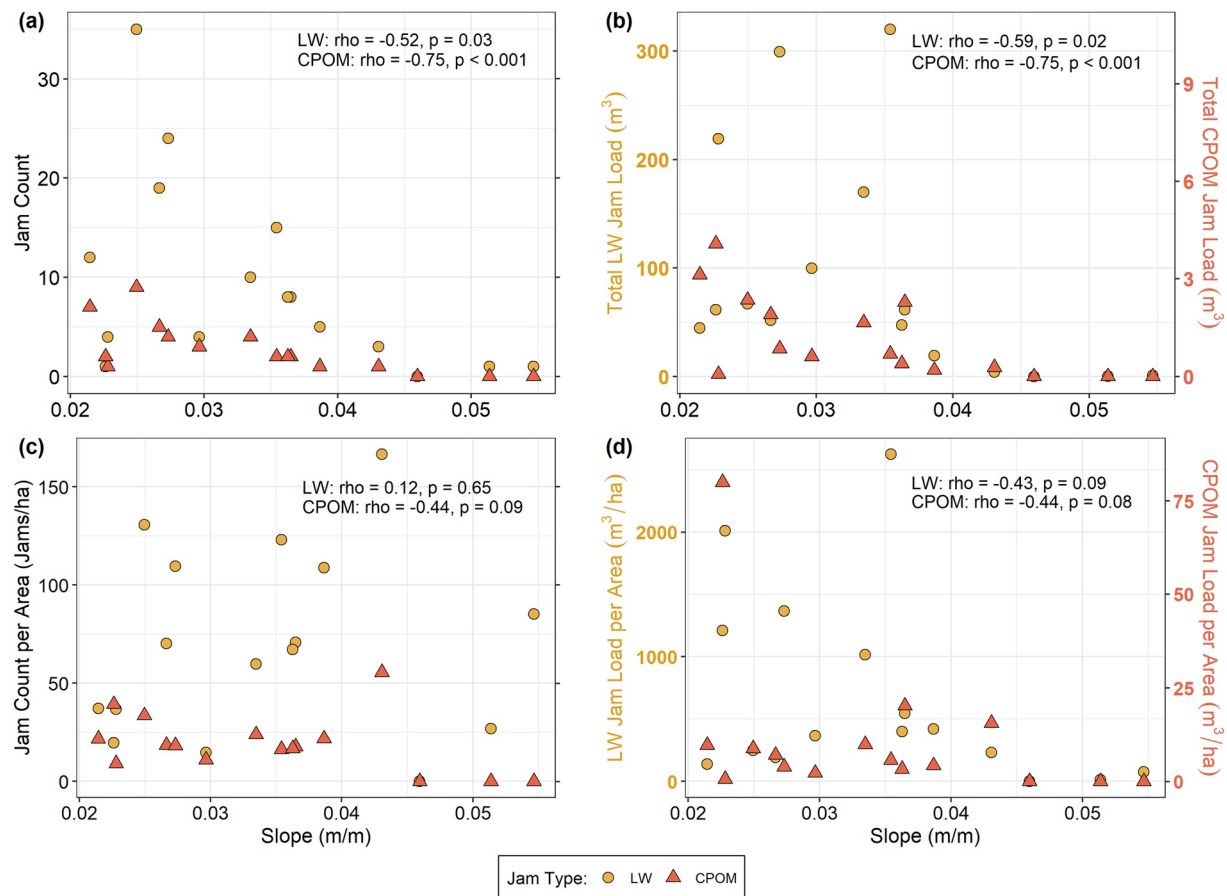 (a)
LW: rho = -0.52, p = 0.03
CPOM: rho = -0.75, p < 0.001
Jam Count
30
20
10
0
0.02 0.03 0.04 0.05
(b)
LW: rho = -0.59, p = 0.02
CPOM: rho = -0.75, p < 0.001
Total LW Jam Load (m³)
300
200
100
0
Total CPOM Jam Load (m³)
9
6
3
0
0.02 0.03 0.04 0.05
(c)
LW: rho = 0.12, p = 0.65
CPOM: rho = -0.44, p = 0.09
Jam Count per Area (Jams/ha)
150
100
50
0
0.02 0.03 0.04 0.05
Slope (m/m)
(d)
LW: rho = -0.43, p = 0.09
CPOM: rho = -0.44, p = 0.08
LW Jam Load per Area (m³/ha)
2000
1000
0
CPOM Jam Load per Area (m³/ha)
75
50
25
0
0.02 0.03 0.04 0.05
Slope (m/m)
Jam Type: LW CPOM